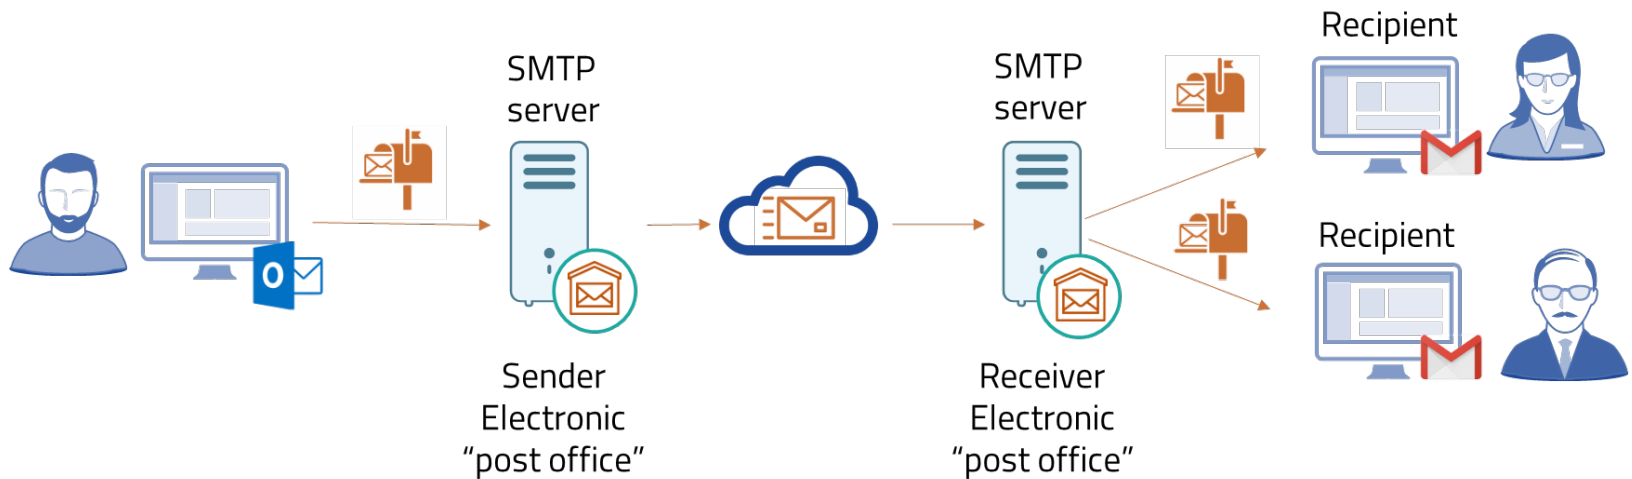 SMTP
server
Sender
Electronic
“post office”
SMTP
server
Receiver
Electronic
“post office”
Recipient
Recipient
O